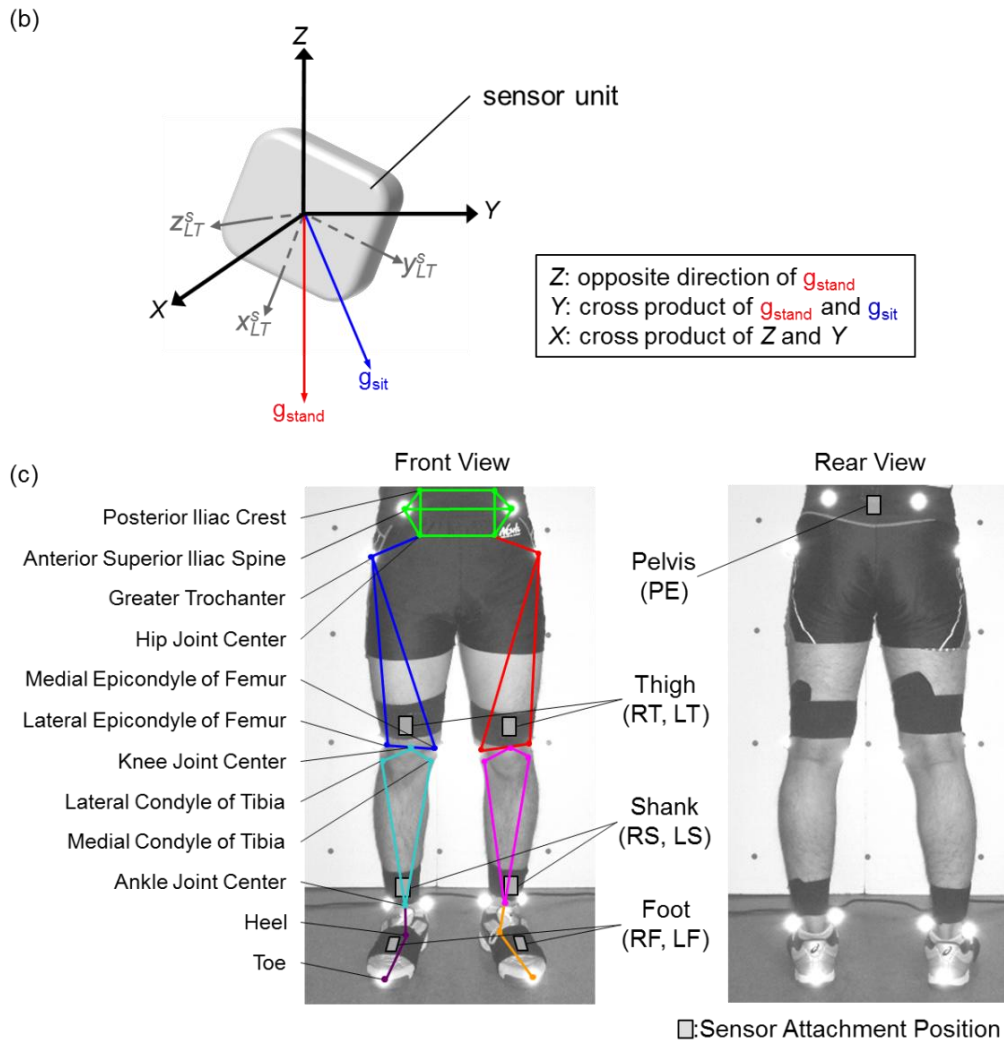 (b)
Z
sensor unit
Y
z^s_LT
y^s_LT
X
x^s_LT
g_sit
g_stand
Z: opposite direction of g_stand
Y: cross product of g_stand and g_sit
X: cross product of Z and Y
(c)
Front View
Rear View
Posterior Iliac Crest
Anterior Superior Iliac Spine
Greater Trochanter
Hip Joint Center
Medial Epicondyle of Femur
Lateral Epicondyle of Femur
Knee Joint Center
Lateral Condyle of Tibia
Medial Condyle of Tibia
Ankle Joint Center
Heel
Toe
Pelvis
(PE)
Thigh
(RT, LT)
Shank
(RS, LS)
Foot
(RF, LF)
:Sensor Attachment Position